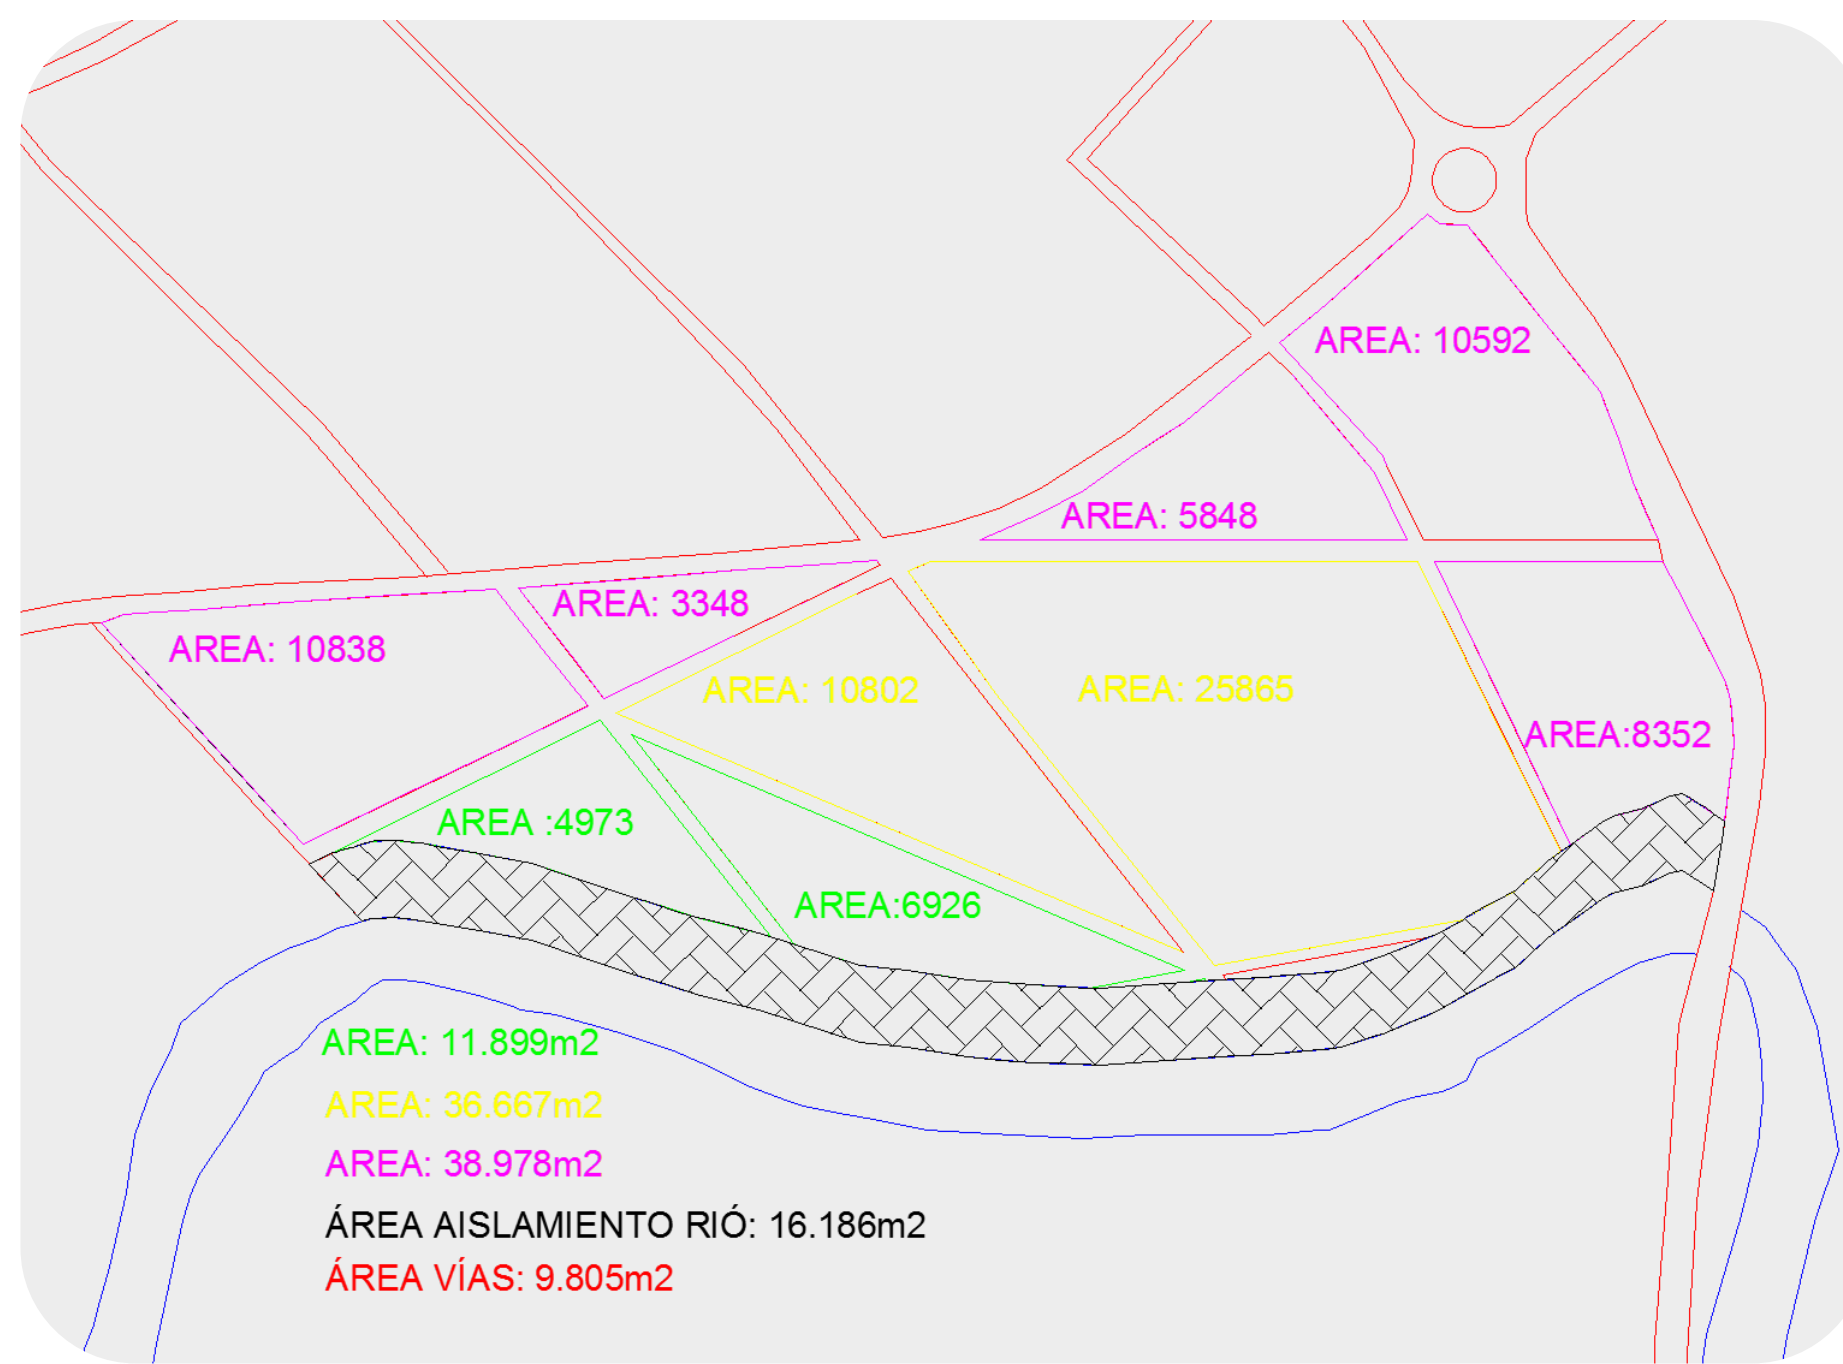 AREA: 10592
AREA: 5848
AREA: 3348
AREA: 10838
AREA: 10802
AREA: 25865
AREA:8352
AREA :4973
AREA:6926
AREA: 11.899m2
AREA: 36.667m2
AREA: 38.978m2
ÁREA AISLAMIENTO RIÓ: 16.186m2
ÁREA VÍAS: 9.805m2